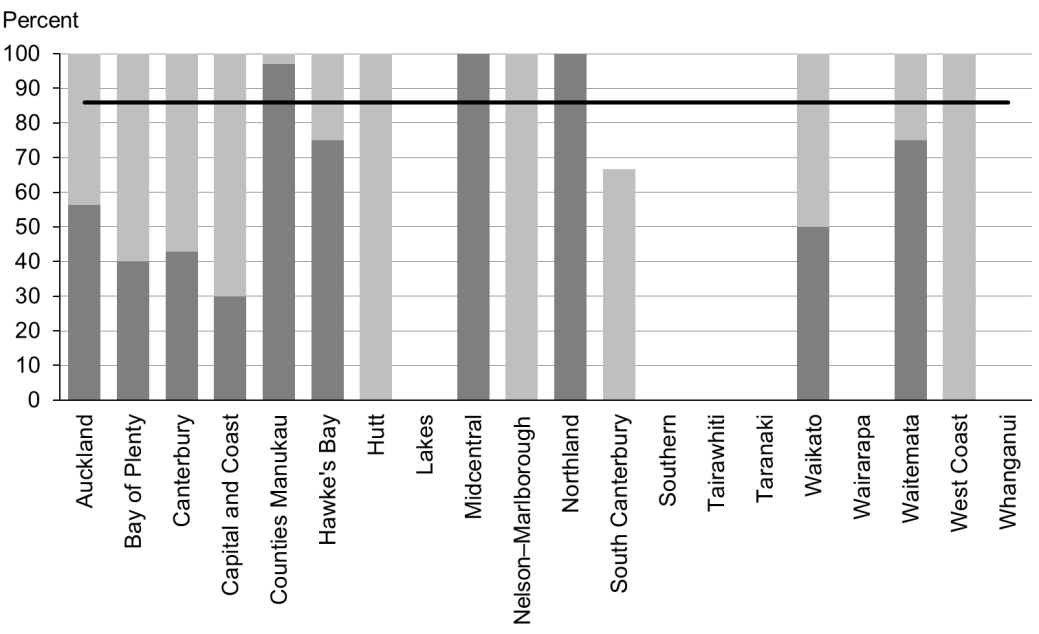 Percent
100
90
80
70
60
50
40
30
20
10
0
Auckland
Bay of Plenty
Canterbury
Capital and Coast
Counties Manukau
Hawke's Bay
Hutt
Lakes
Midcentral
Nelson–Marlborough
Northland
South Canterbury
Southern
Tairawhiti
Taranaki
Waikato
Wairarapa
Waitemata
West Coast
Whanganui